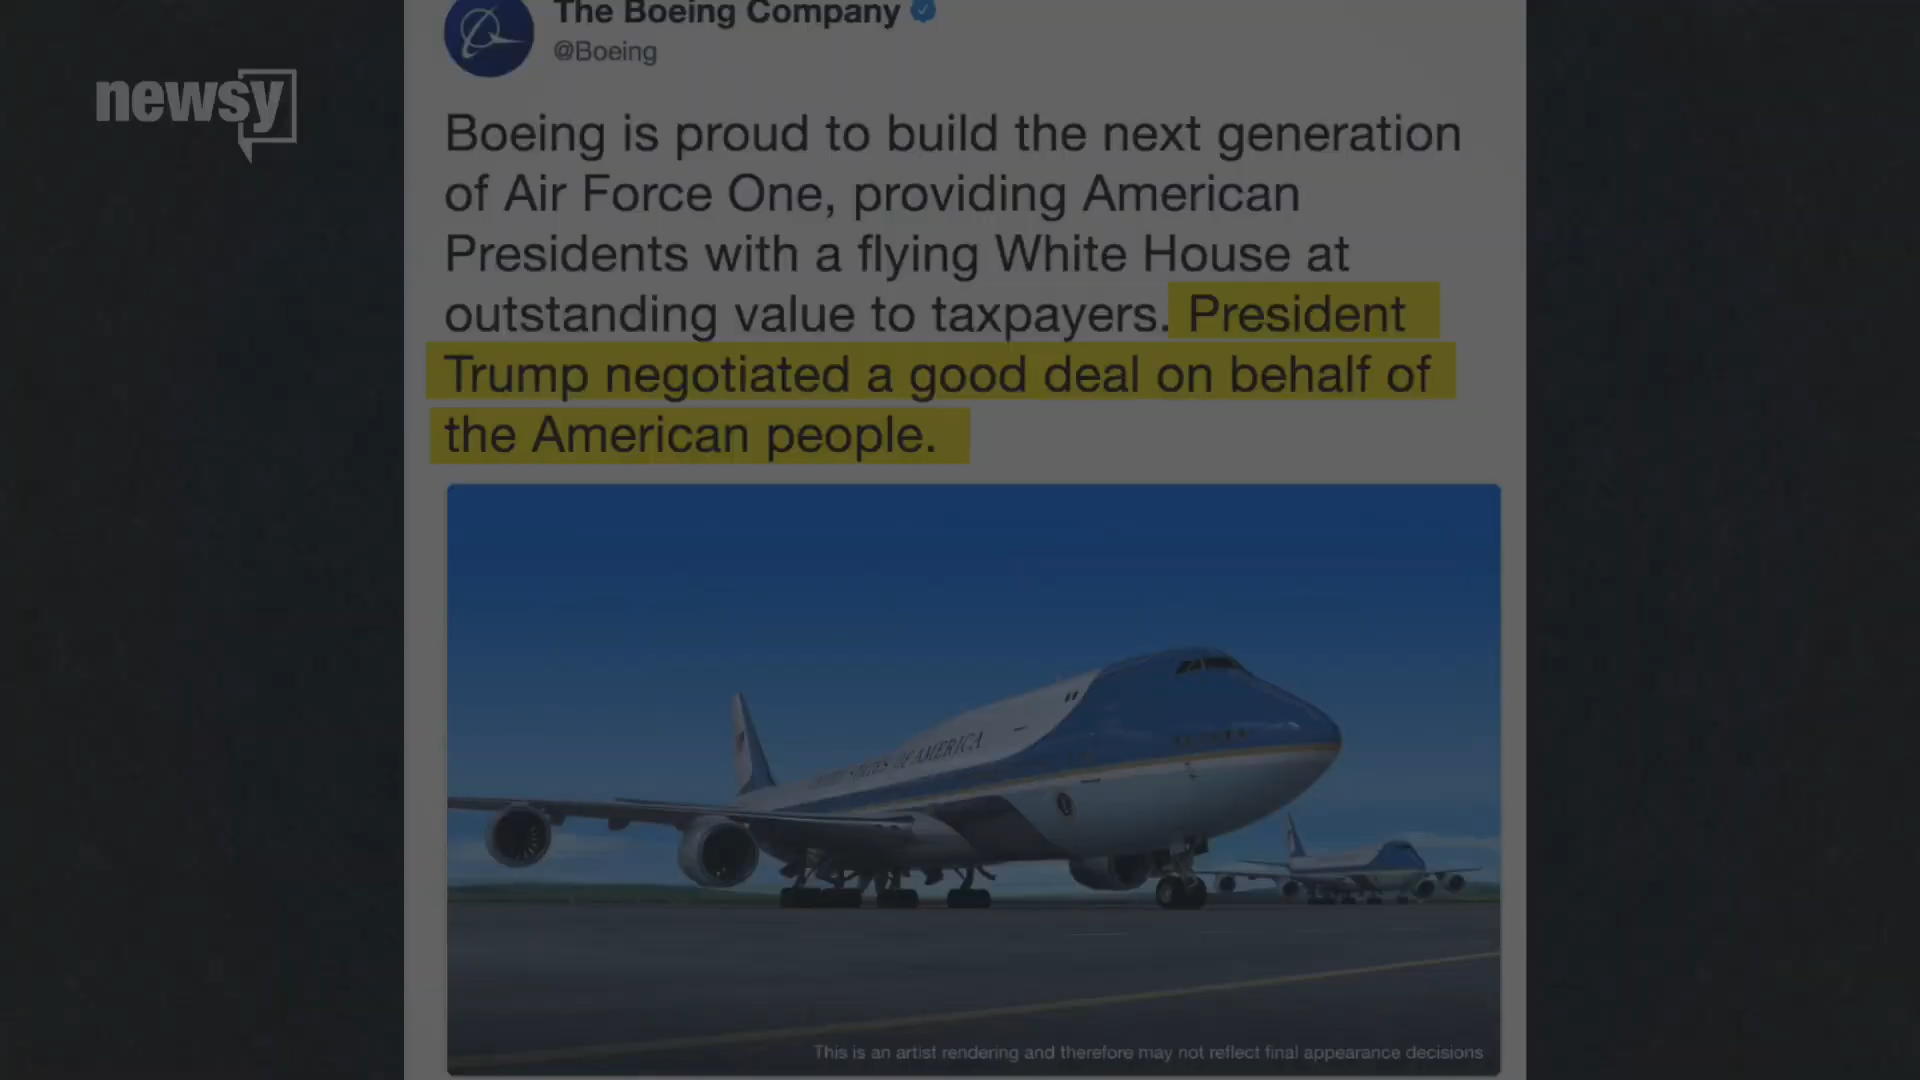 The Boeing Company
@Boeing
newsy
Boeing is proud to build the next generation
of Air Force One, providing American
Presidents with a flying White House at
outstanding value to taxpayers. President
Trump negotiated a good deal on behalf of
the American people.
OF AMERICA
This is an artist rendering and therefore may not reflect final appearance decisions